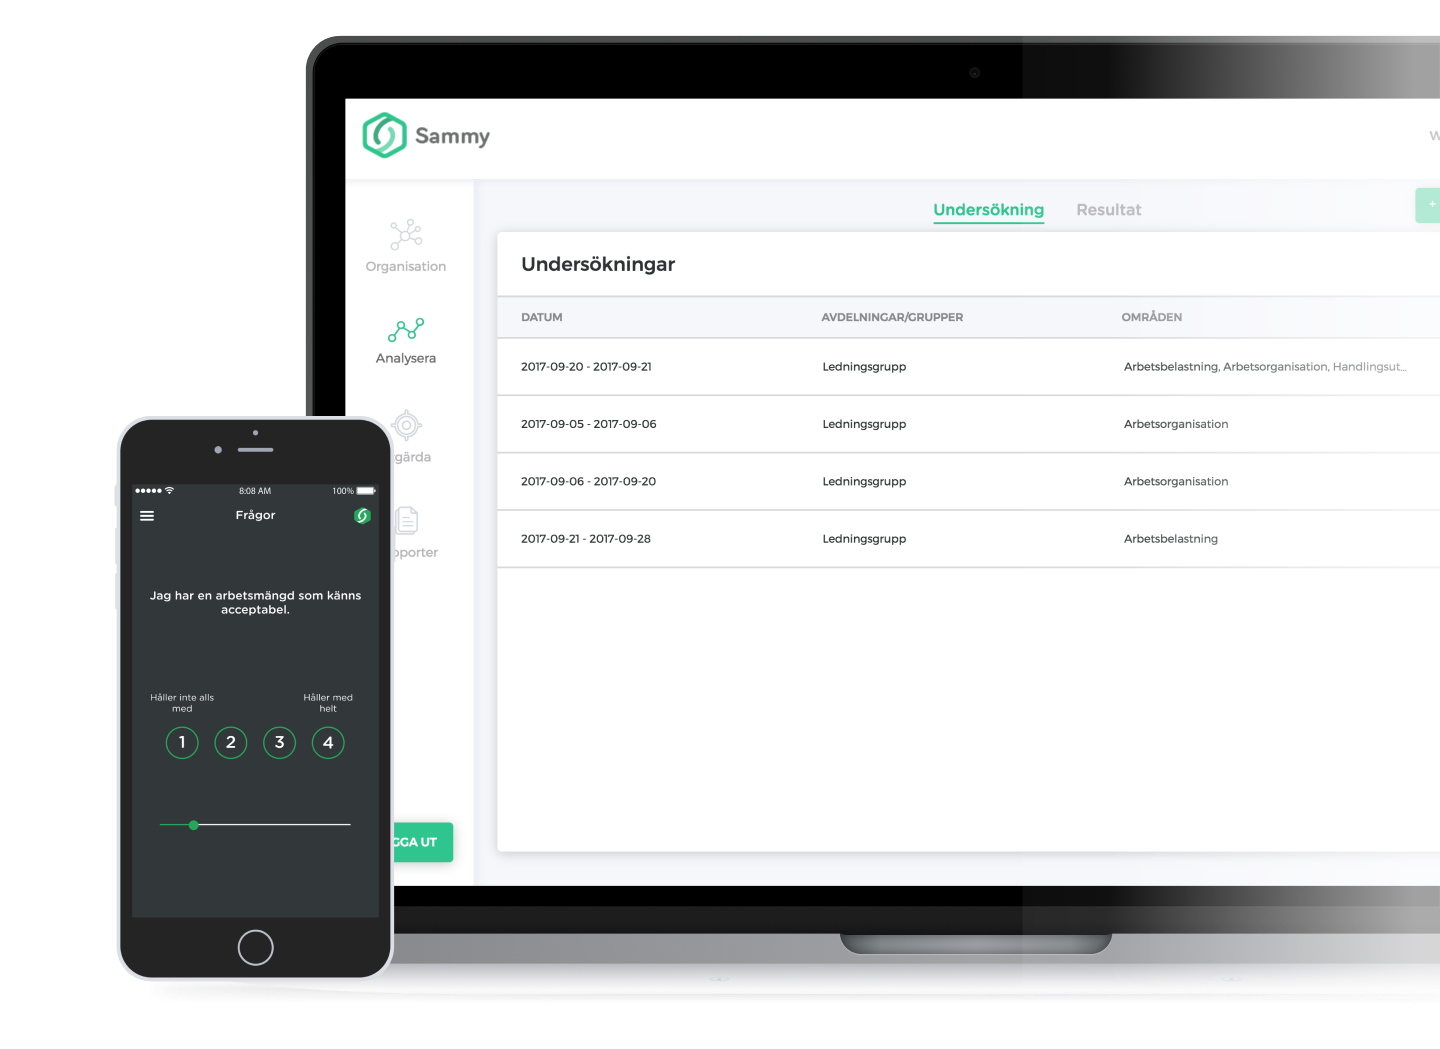 Sammy
W
Undersökning Resultat
+
Organisation
Analysera
gärda
porter
GGA UT
Undersökningar
DATUM AVDELNINGAR/GRUPPER OMRÅDEN
2017-09-20 - 2017-09-21 Ledningsgrupp Arbetsbelastning, Arbetsorganisation, Handlingsut...
2017-09-05 - 2017-09-06 Ledningsgrupp Arbetsorganisation
2017-09-06 - 2017-09-20 Ledningsgrupp Arbetsorganisation
2017-09-21 - 2017-09-28 Ledningsgrupp Arbetsbelastning
8:08 AM 100%
Frågor
Jag har en arbetsmängd som känns
acceptabel.
Håller inte alls
med
Håller med
helt
1 2 3 4